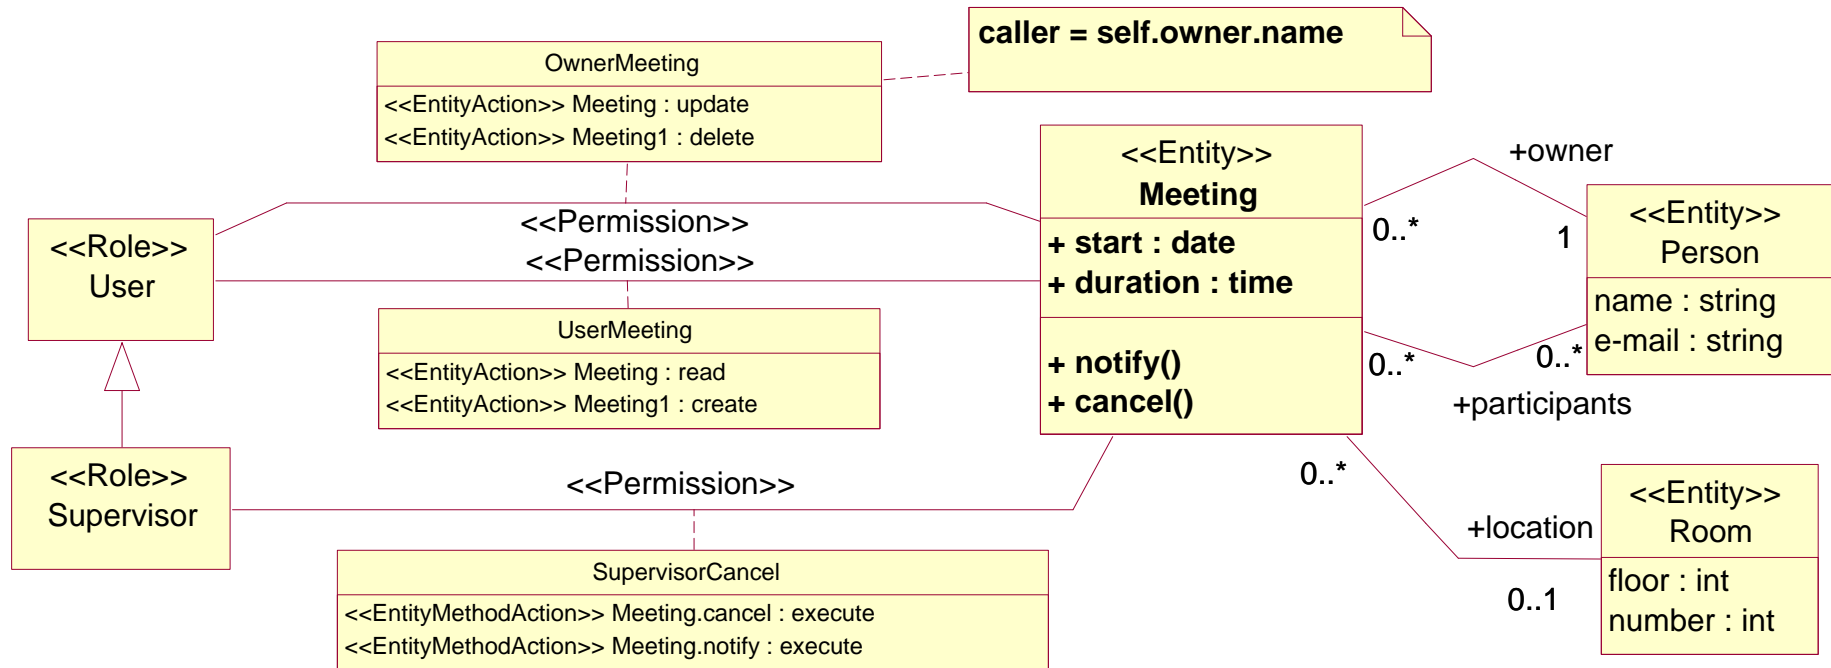 caller = self.owner.name
OwnerMeeting
<<EntityAction>> Meeting : update
<<EntityAction>> Meeting1 : delete
<<Permission>>
<<Permission>>
<<Role>>
User
UserMeeting
<<EntityAction>> Meeting : read
<<EntityAction>> Meeting1 : create
<<Role>>
Supervisor
<<Permission>>
SupervisorCancel
<<EntityMethodAction>> Meeting.cancel : execute
<<EntityMethodAction>> Meeting.notify : execute
<<Entity>>
Meeting
+ start : date
+ duration : time
+ notify()
+ cancel()
+owner
0..*
1
<<Entity>>
Person
name : string
e-mail : string
0..*
0..*
+participants
0..*
+location
0..1
<<Entity>>
Room
floor : int
number : int